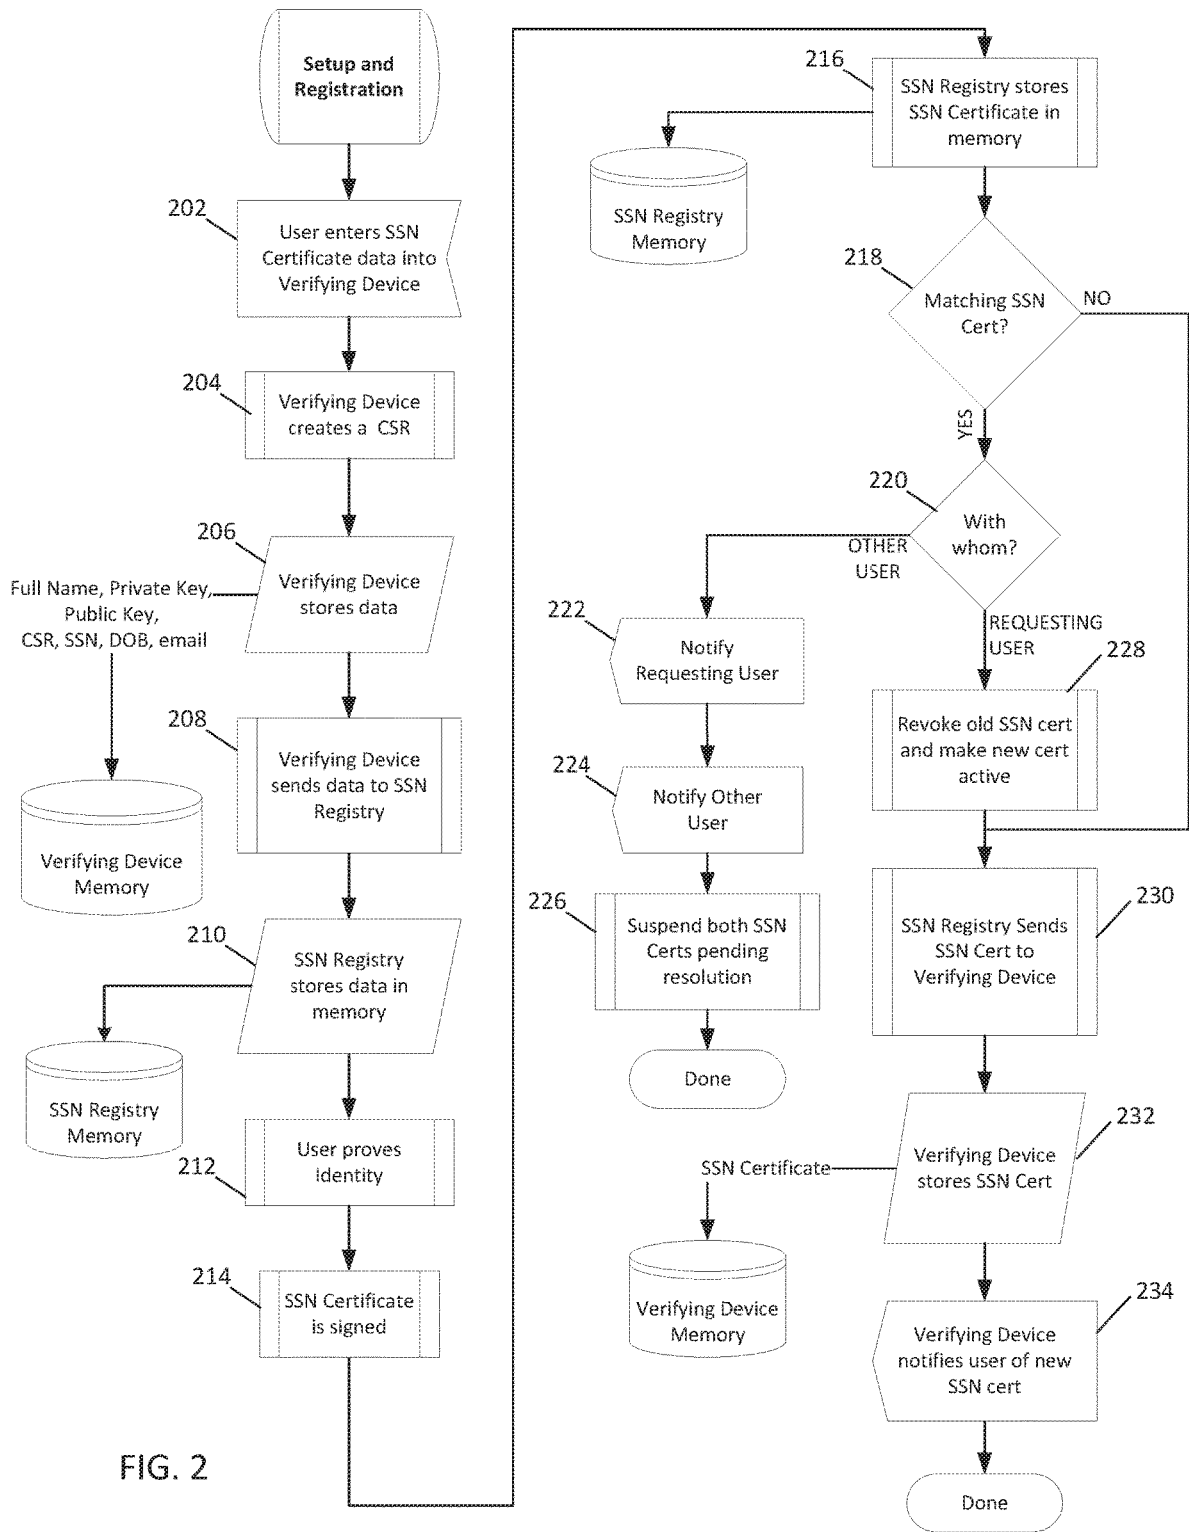 Setup and
Registration
202
User enters SSN
Certificate data into
Verifying Device
204
Verifying Device
creates a CSR
206
Verifying Device
stores data
Full Name, Private Key,
Public Key,
CSR, SSN, DOB, email
Verifying Device
Memory
208
Verifying Device
sends data to SSN
Registry
210
SSN Registry
stores data in
memory
SSN Registry
Memory
212
User proves
Identity
214
SSN Certificate
is signed
216
SSN Registry stores
SSN Certificate in
memory
SSN Registry
Memory
218
Matching SSN
Cert?
NO
YES
220
With
whom?
OTHER
USER
REQUESTING
USER
222
Notify
Requesting User
224
Notify Other
User
226
Suspend both SSN
Certs pending
resolution
Done
228
Revoke old SSN cert
and make new cert
active
230
SSN Registry Sends
SSN Cert to
Verifying Device
232
Verifying Device
stores SSN Cert
SSN Certificate
Verifying Device
Memory
234
Verifying Device
notifies user of new
SSN cert
Done
FIG. 2